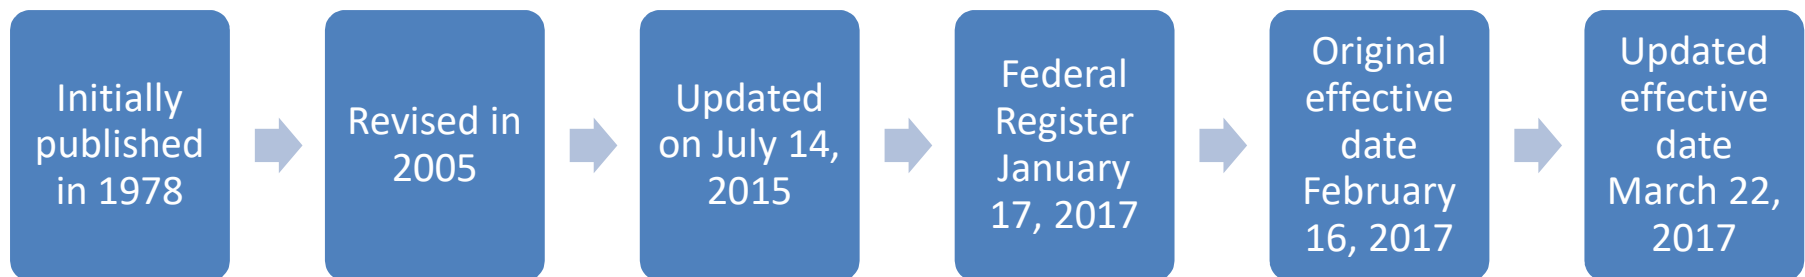 Initially
published
in 1978
Revised in
2005
Updated
on July 14,
2015
Federal
Register
January
17, 2017
Original
effective
date
February
16, 2017
Updated
effective
date
March 22,
2017